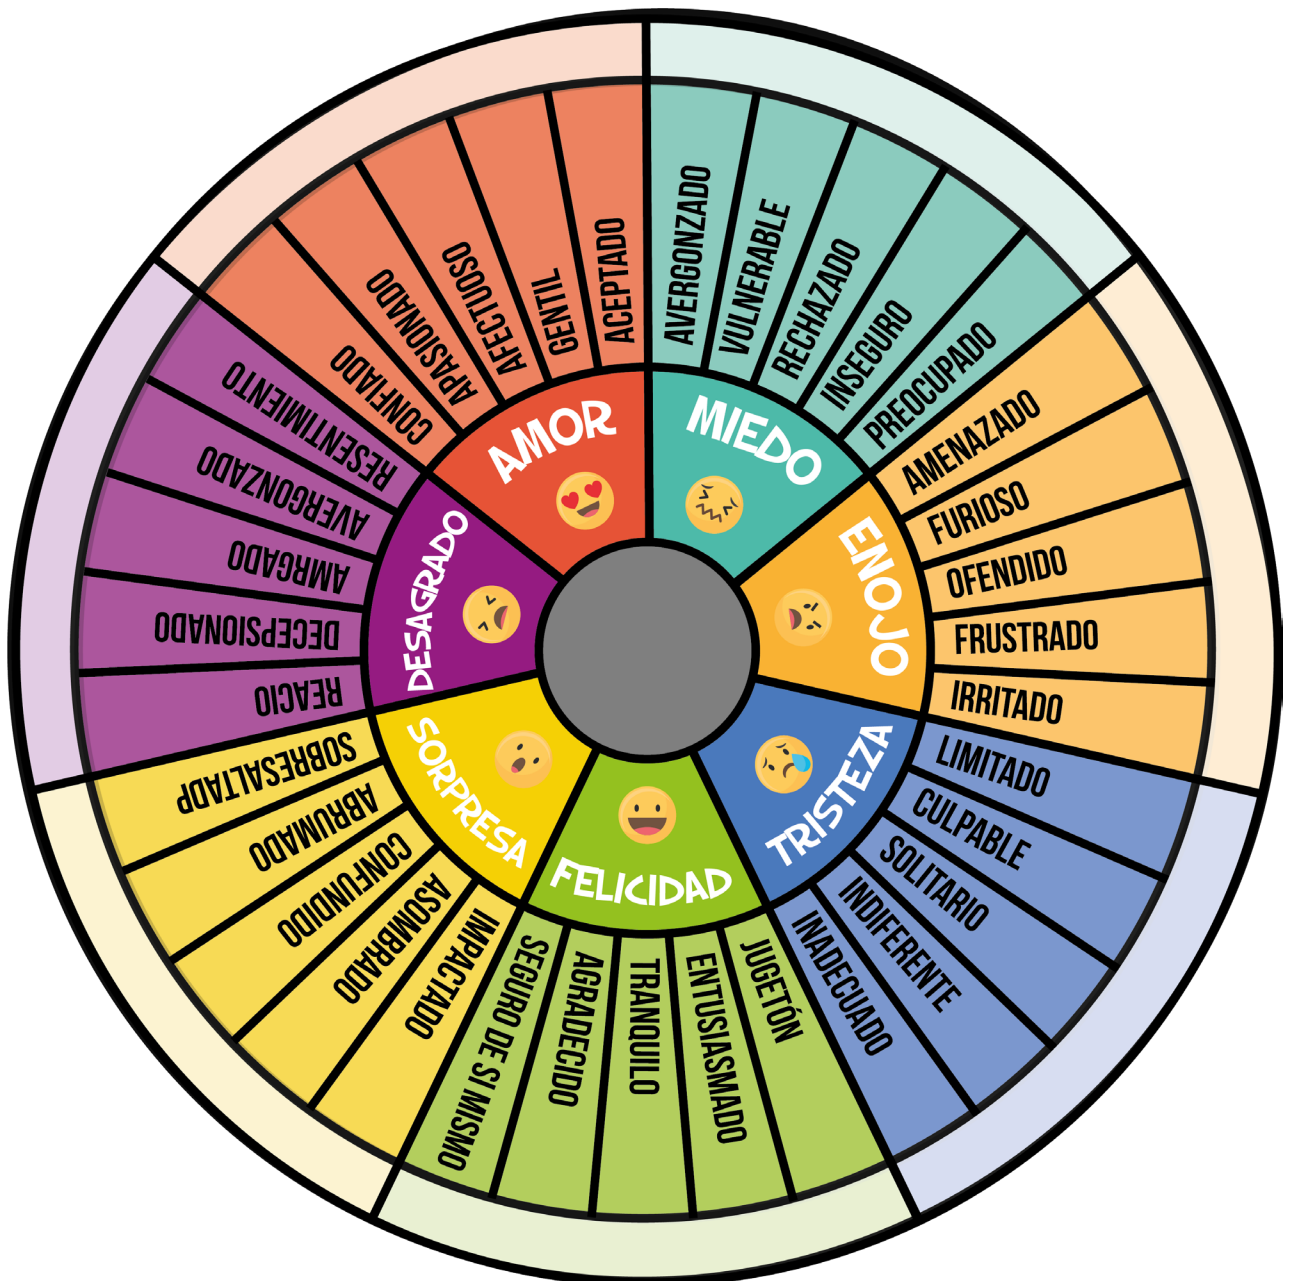 AMOR
CONFIADO
APASIONADO
AFECTUOSO
GENTIL
ACEPTADO
MIEDO
AVERGONZADO
VULNERABLE
RECHAZADO
INSEGURO
PREOCUPADO
ENOJO
AMENAZADO
FURIOSO
OFENDIDO
FRUSTRADO
IRRITADO
TRISTEZA
LIMITADO
CULPABLE
SOLITARIO
INDIFERENTE
INADECUADO
FELICIDAD
JUGETÓN
ENTUSIASMADO
TRANQUILO
AGRADECIDO
SEGURO DE SI MISMO
SORPRESA
IMPACTADO
ASOMBRADO
CONFUNDIDO
ABRUMADO
SOBRESALTADP
DESAGRADO
REACIO
DECEPSIONADO
AMRGADO
AVERGONZADO
RESENTIMIENTO